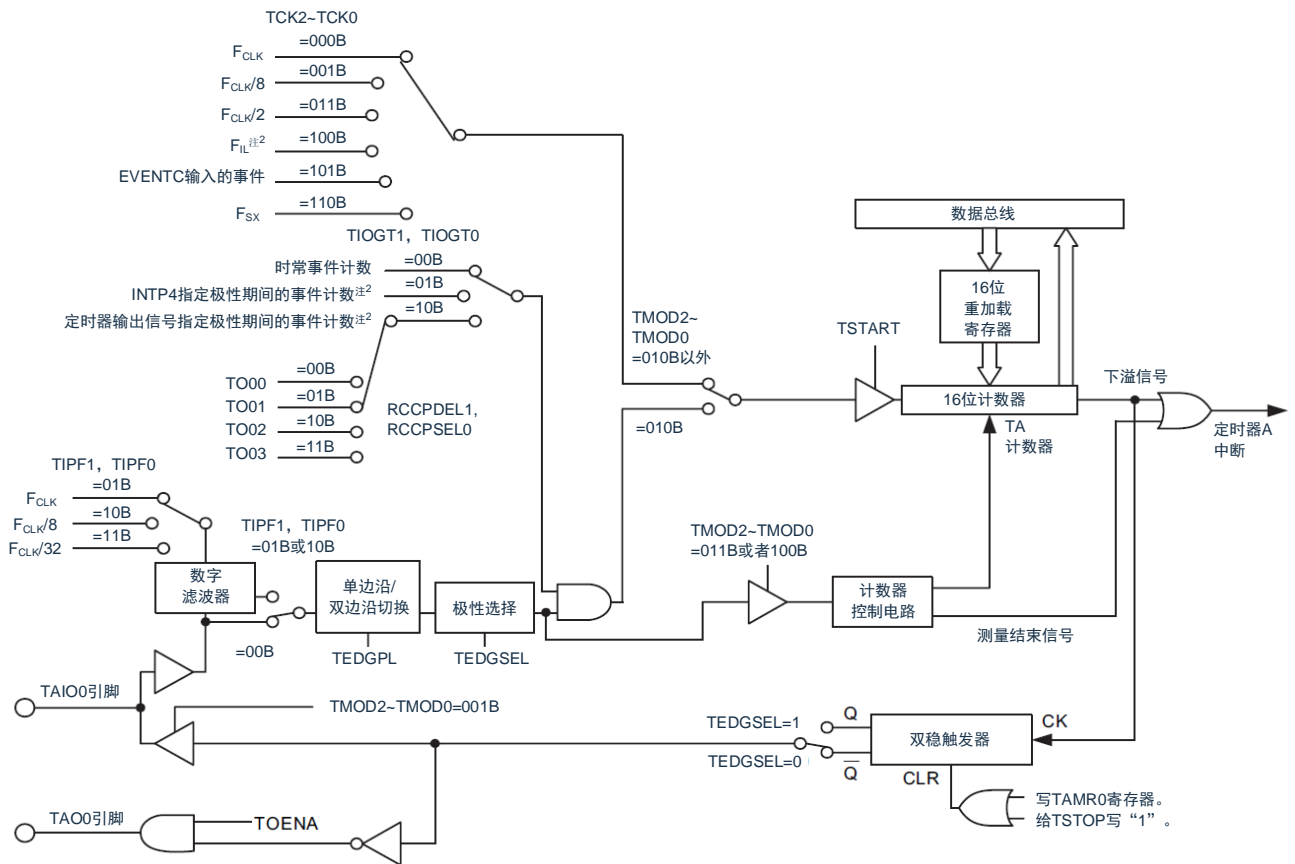 TCK2~TCK0
FCLK
=000B
FCLK/8
=001B
FCLK/2
=011B
FIL注2
=100B
EVENTC输入的事件
=101B
FSX
=110B
TIOGT1，TIOGT0
时常事件计数
=00B
INTP4指定极性期间的事件计数注2
=01B
定时器输出信号指定极性期间的事件计数注2
=10B
TO00
=00B
TO01
=01B
TO02
=10B
TO03
=11B
RCCPDEL1,
RCCPSEL0
TMOD2~
TMOD0
=010B以外
=010B
TSTART
数据总线
16位
重加载
寄存器
16位计数器
TA
计数器
下溢信号
定时器A
中断
TIPF1，TIPF0
FCLK
=01B
FCLK/8
=10B
FCLK/32
=11B
数字
滤波器
TIPF1，TIPF0
=01B或10B
=00B
单边沿/
双边沿切换
TEDGPL
极性选择
TEDGSEL
TMOD2~TMOD0
=011B或者100B
计数器
控制电路
测量结束信号
TAIO0引脚
TMOD2~TMOD0=001B
TEDGSEL=1
Q
TEDGSEL=0
Q
双稳触发器
CK
CLR
写TAMR0寄存器。
给TSTOP写“1”。
TAO0引脚
TOENA